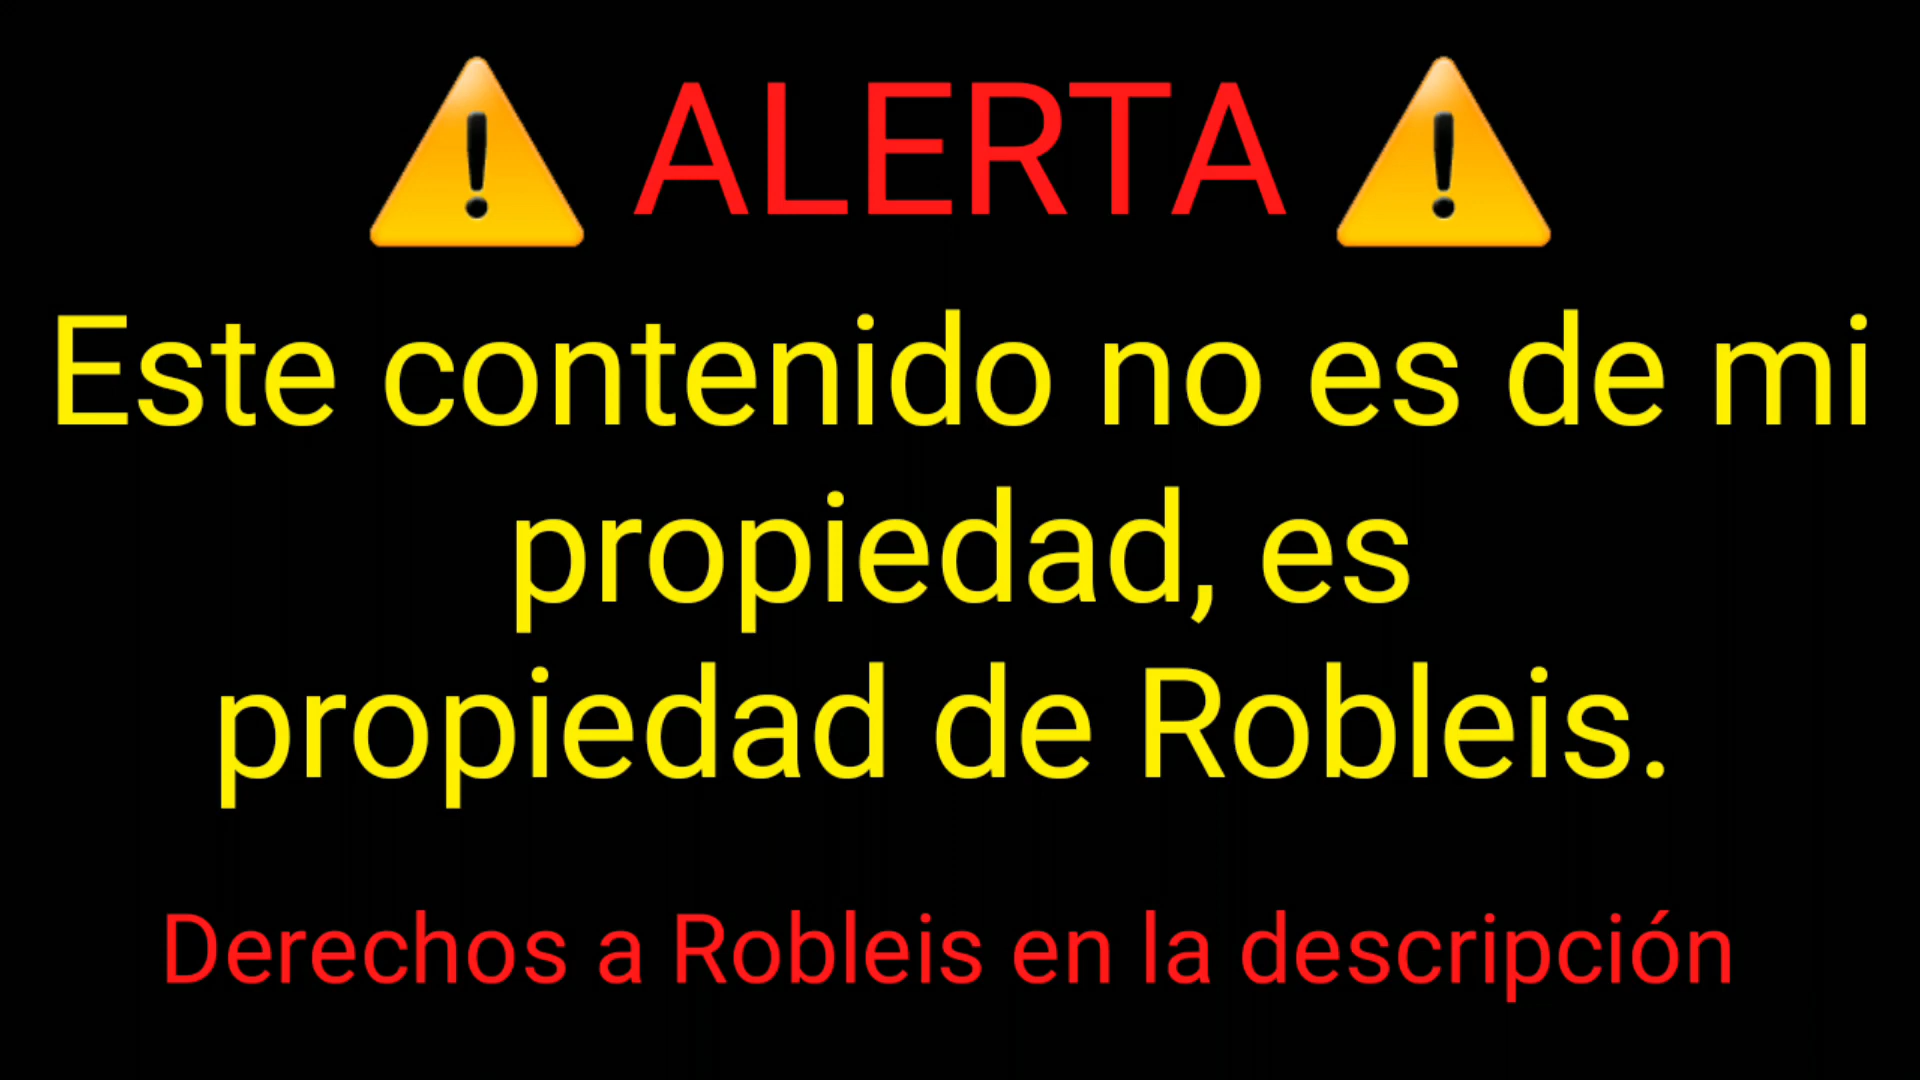 ⚠️ ALERTA ⚠️
Este contenido no es de mi
propiedad, es
propiedad de Robleis.
Derechos a Robleis en la descripción